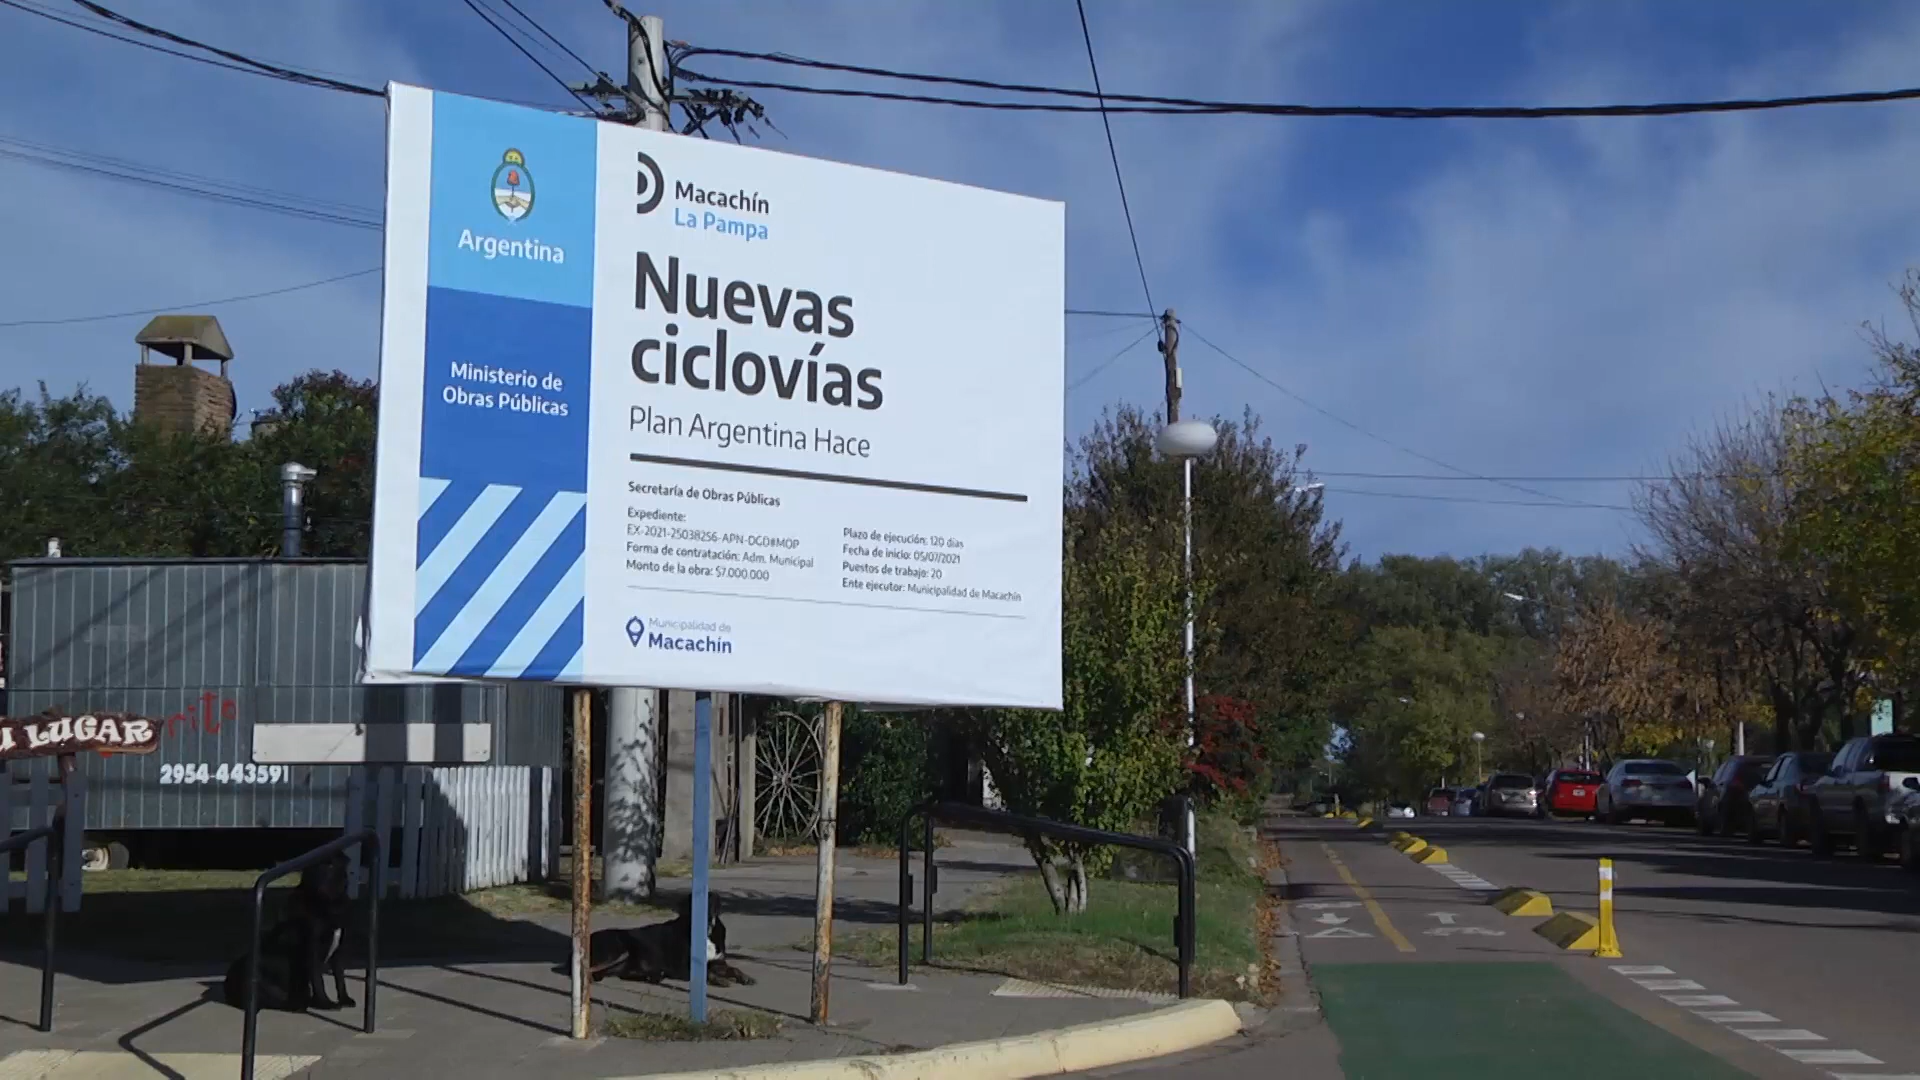 Argentina
Ministerio de
Obras Públicas
Macachín
La Pampa
Nuevas
ciclovías
Plan Argentina Hace
Secretaría de Obras Públicas
Expediente:
EX-2021-25038256-APN-DGD#MOP
Forma de contratación: Adm. Municipal
Monto de la obra: $7.000.000
Plazo de ejecución: 120 días
Fecha de inicio: 05/07/2021
Puestos de trabajo: 20
Ente ejecutor: Municipalidad de Macachín
Municipalidad de
Macachín
LUGAR
2954-443591